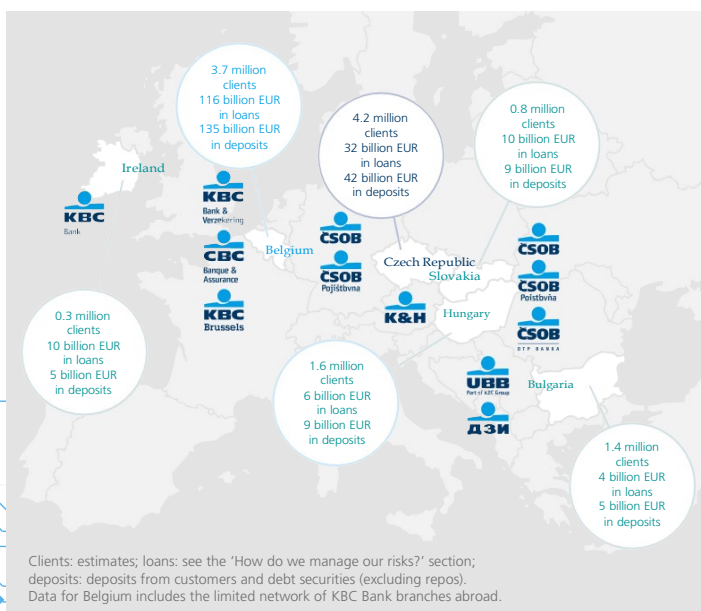 3.7 million
clients
116 billion EUR
in loans
135 billion EUR
in deposits
4.2 million
clients
32 billion EUR
in loans
42 billion EUR
in deposits
0.8 million
clients
10 billion EUR
in loans
9 billion EUR
in deposits
Ireland
KBC
Bank
KBC
Bank &
Verzekering
CBC
Banque &
Assurance
KBC
Brussels
Belgium
ČSOB
ČSOB
Pojišťovna
Czech Republic
Slovakia
ČSOB
ČSOB
Poisťovňa
ČSOB
OTP BANKA
K&H
Hungary
0.3 million
clients
10 billion EUR
in loans
5 billion EUR
in deposits
1.6 million
clients
6 billion EUR
in loans
9 billion EUR
in deposits
UBB
Part of KBC Group
ДЗИ
Bulgaria
1.4 million
clients
4 billion EUR
in loans
5 billion EUR
in deposits
Clients: estimates; loans: see the ‘How do we manage our risks?’ section;
deposits: deposits from customers and debt securities (excluding repos).
Data for Belgium includes the limited network of KBC Bank branches abroad.